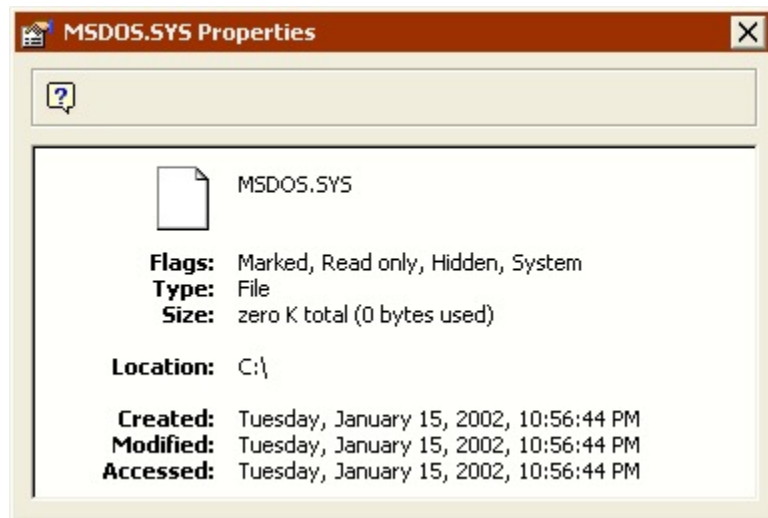 MSDOS.SYS Properties
?
MSDOS.SYS
Flags: Marked, Read only, Hidden, System
Type: File
Size: zero K total (0 bytes used)
Location: C:\
Created: Tuesday, January 15, 2002, 10:56:44 PM
Modified: Tuesday, January 15, 2002, 10:56:44 PM
Accessed: Tuesday, January 15, 2002, 10:56:44 PM